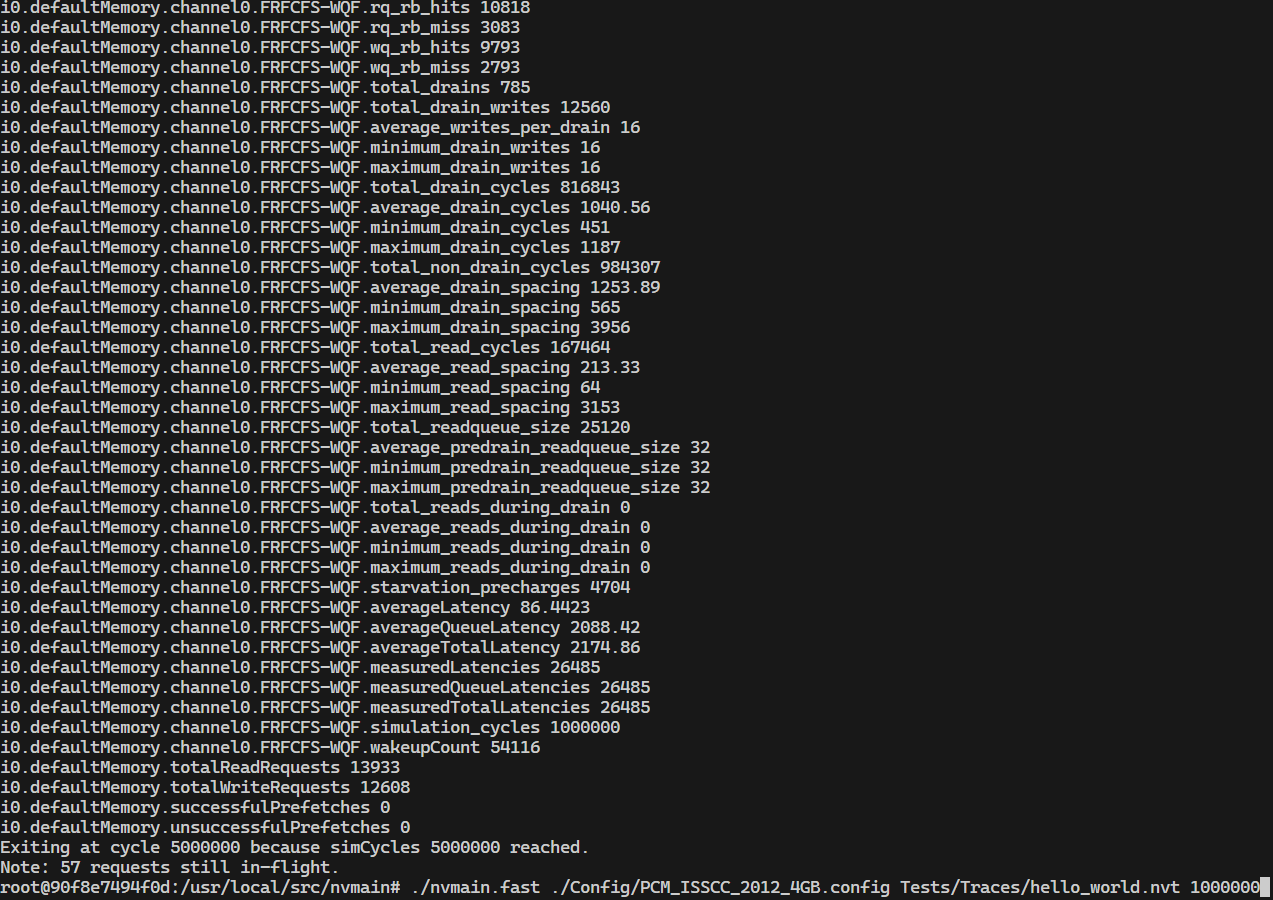 i0.defaultMemory.channel0.FRFCFS-WQF.rq_rb_hits 10818
i0.defaultMemory.channel0.FRFCFS-WQF.rq_rb_miss 3083
i0.defaultMemory.channel0.FRFCFS-WQF.wq_rb_hits 9793
i0.defaultMemory.channel0.FRFCFS-WQF.wq_rb_miss 2793
i0.defaultMemory.channel0.FRFCFS-WQF.total_drains 785
i0.defaultMemory.channel0.FRFCFS-WQF.total_drain_writes 12560
i0.defaultMemory.channel0.FRFCFS-WQF.average_writes_per_drain 16
i0.defaultMemory.channel0.FRFCFS-WQF.minimum_drain_writes 16
i0.defaultMemory.channel0.FRFCFS-WQF.maximum_drain_writes 16
i0.defaultMemory.channel0.FRFCFS-WQF.total_drain_cycles 816843
i0.defaultMemory.channel0.FRFCFS-WQF.average_drain_cycles 1040.56
i0.defaultMemory.channel0.FRFCFS-WQF.minimum_drain_cycles 451
i0.defaultMemory.channel0.FRFCFS-WQF.maximum_drain_cycles 1187
i0.defaultMemory.channel0.FRFCFS-WQF.total_non_drain_cycles 984307
i0.defaultMemory.channel0.FRFCFS-WQF.average_drain_spacing 1253.89
i0.defaultMemory.channel0.FRFCFS-WQF.minimum_drain_spacing 565
i0.defaultMemory.channel0.FRFCFS-WQF.maximum_drain_spacing 3956
i0.defaultMemory.channel0.FRFCFS-WQF.total_read_cycles 167464
i0.defaultMemory.channel0.FRFCFS-WQF.average_read_spacing 213.33
i0.defaultMemory.channel0.FRFCFS-WQF.minimum_read_spacing 64
i0.defaultMemory.channel0.FRFCFS-WQF.maximum_read_spacing 3153
i0.defaultMemory.channel0.FRFCFS-WQF.total_readqueue_size 25120
i0.defaultMemory.channel0.FRFCFS-WQF.average_predrain_readqueue_size 32
i0.defaultMemory.channel0.FRFCFS-WQF.minimum_predrain_readqueue_size 32
i0.defaultMemory.channel0.FRFCFS-WQF.maximum_predrain_readqueue_size 32
i0.defaultMemory.channel0.FRFCFS-WQF.total_reads_during_drain 0
i0.defaultMemory.channel0.FRFCFS-WQF.average_reads_during_drain 0
i0.defaultMemory.channel0.FRFCFS-WQF.minimum_reads_during_drain 0
i0.defaultMemory.channel0.FRFCFS-WQF.maximum_reads_during_drain 0
i0.defaultMemory.channel0.FRFCFS-WQF.starvation_precharges 4704
i0.defaultMemory.channel0.FRFCFS-WQF.averageLatency 86.4423
i0.defaultMemory.channel0.FRFCFS-WQF.averageQueueLatency 2088.42
i0.defaultMemory.channel0.FRFCFS-WQF.averageTotalLatency 2174.86
i0.defaultMemory.channel0.FRFCFS-WQF.measuredLatencies 26485
i0.defaultMemory.channel0.FRFCFS-WQF.measuredQueueLatencies 26485
i0.defaultMemory.channel0.FRFCFS-WQF.measuredTotalLatencies 26485
i0.defaultMemory.channel0.FRFCFS-WQF.simulation_cycles 1000000
i0.defaultMemory.channel0.FRFCFS-WQF.wakeupCount 54116
i0.defaultMemory.totalReadRequests 13933
i0.defaultMemory.totalWriteRequests 12608
i0.defaultMemory.successfulPrefetches 0
i0.defaultMemory.unsuccessfulPrefetches 0
Exiting at cycle 5000000 because simCycles 5000000 reached.
Note: 57 requests still in-flight.
root@90f8e7494f0d:/usr/local/src/nvmain# ./nvmain.fast ./Config/PCM_ISSCC_2012_4GB.config Tests/Traces/hello_world.nvt 1000000